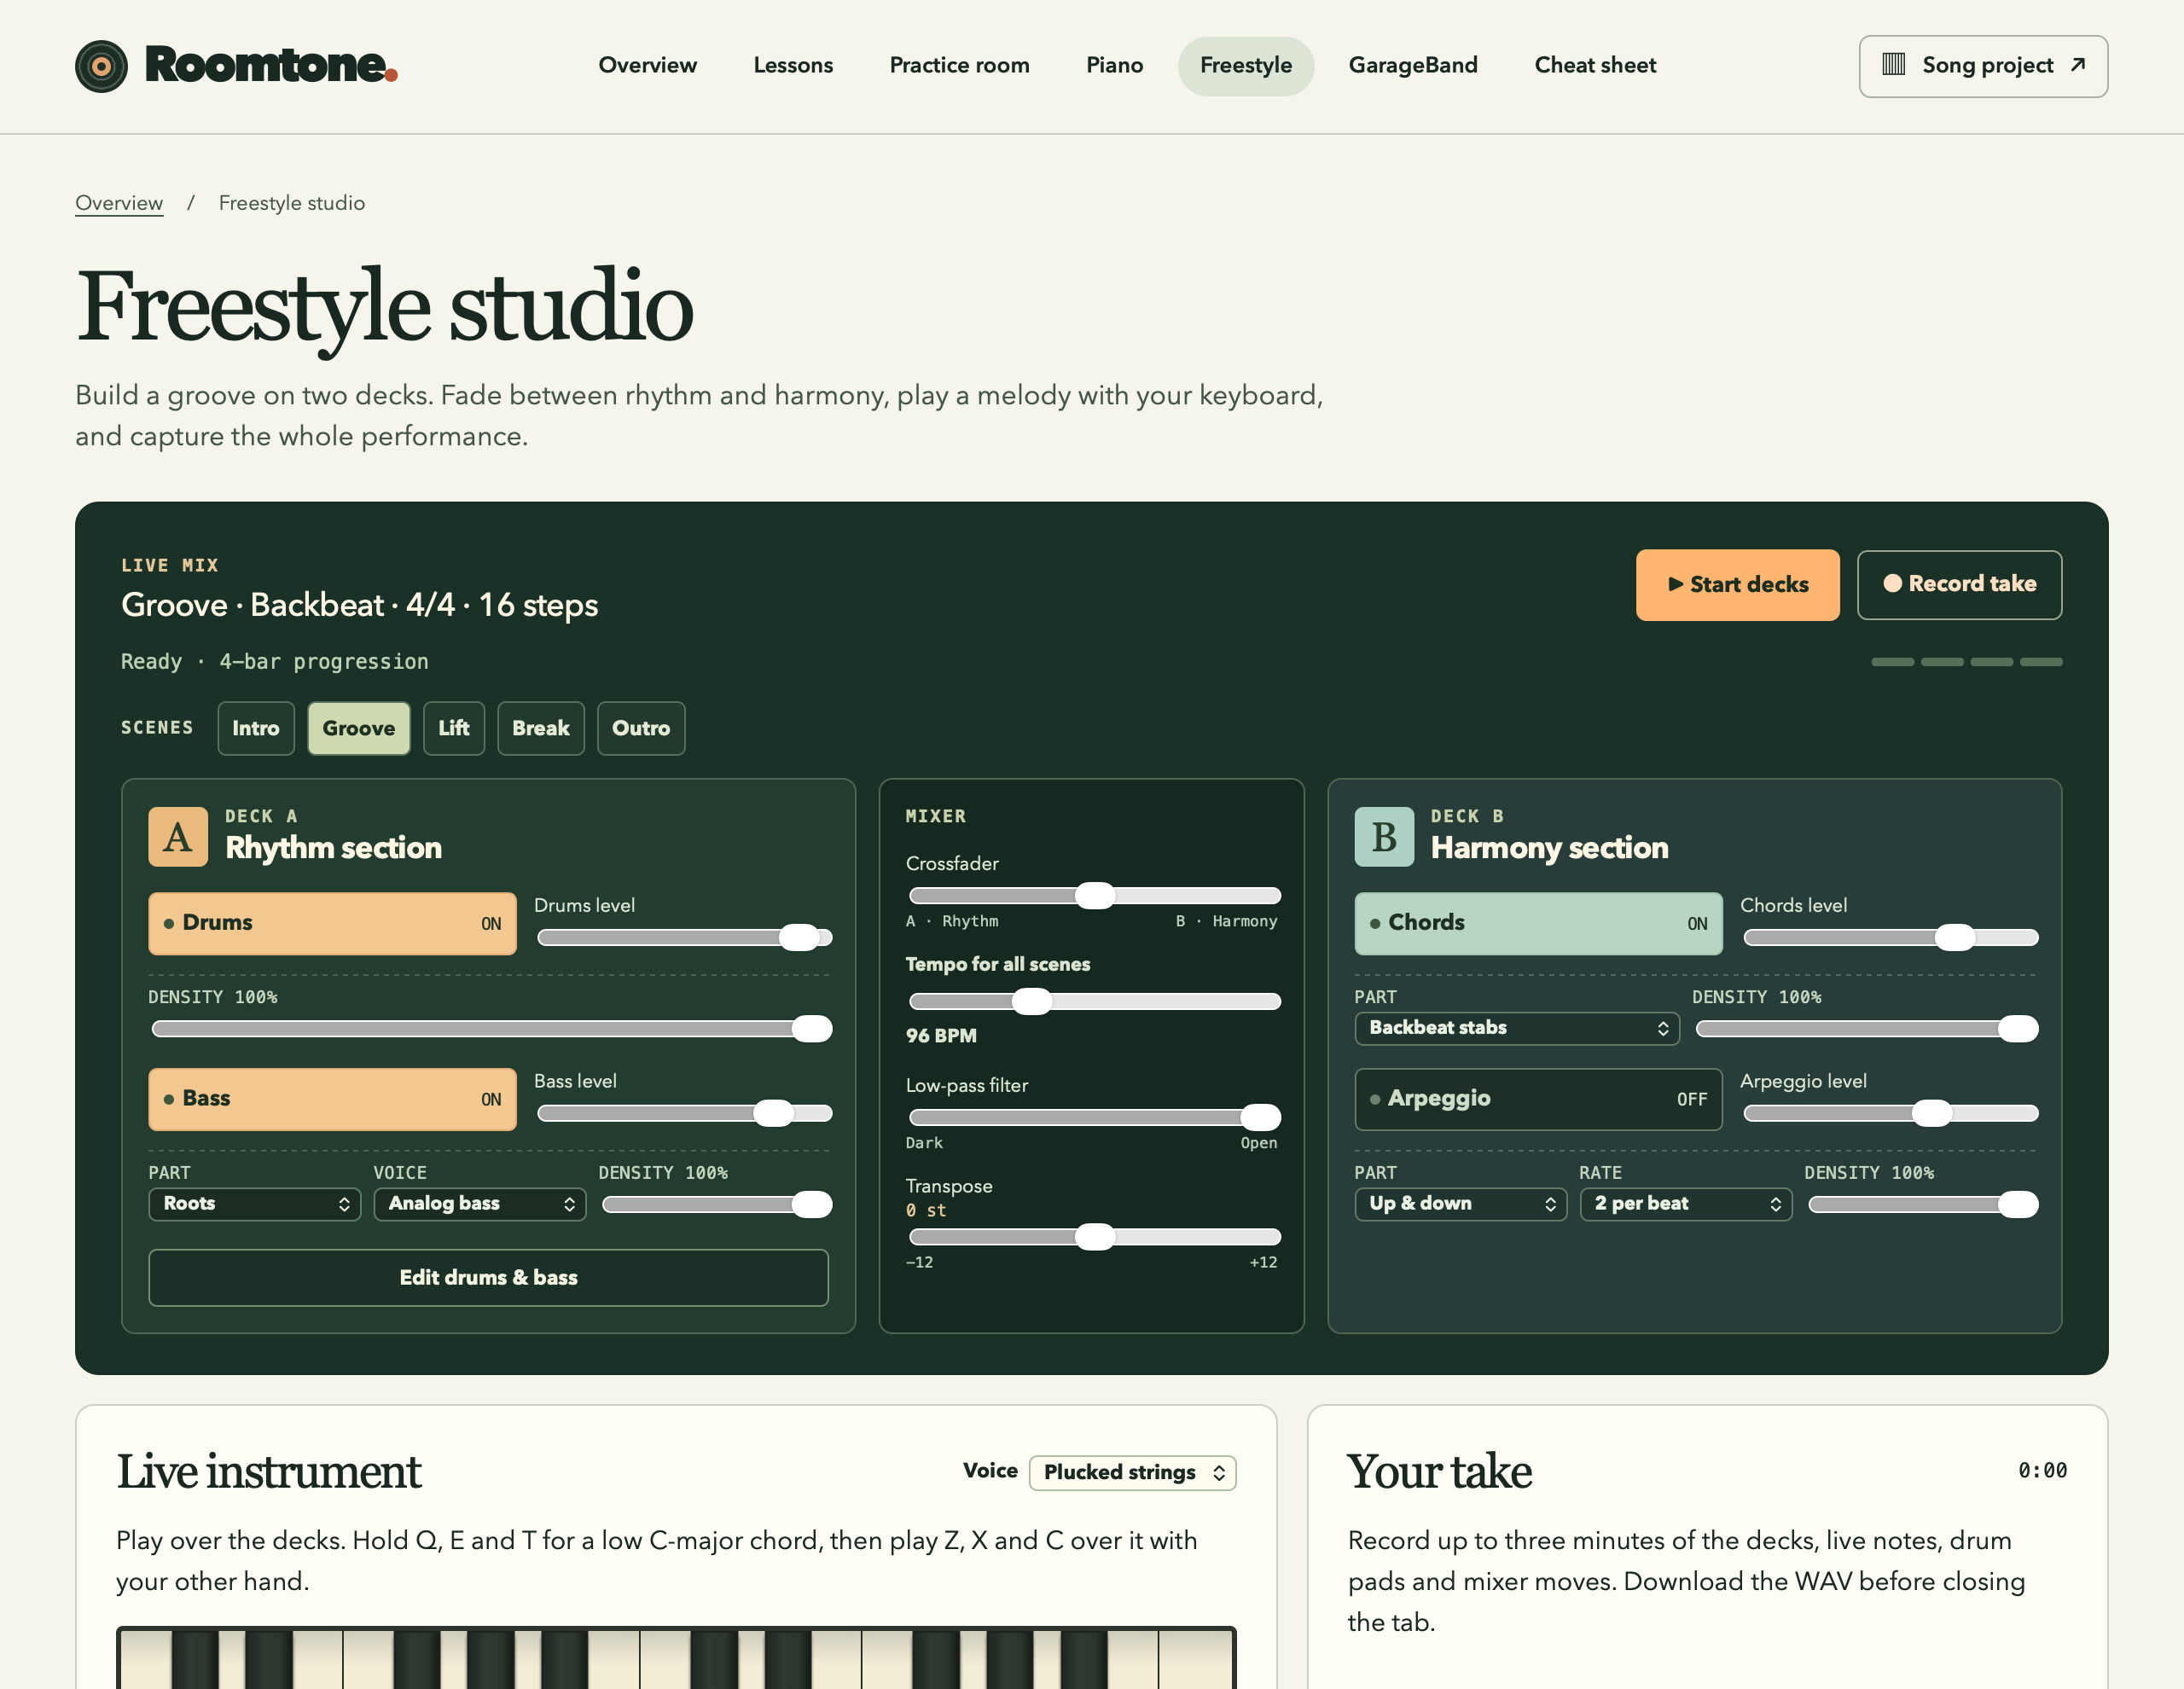 Roomtone.
Overview
Lessons
Practice room
Piano
Freestyle
GarageBand
Cheat sheet
Song project
Overview / Freestyle studio
Freestyle studio
Build a groove on two decks. Fade between rhythm and harmony, play a melody with your keyboard,
and capture the whole performance.
LIVE MIX
Groove · Backbeat · 4/4 · 16 steps
Start decks
Record take
Ready · 4-bar progression
SCENES
Intro
Groove
Lift
Break
Outro
A
DECK A
Rhythm section
Drums ON
Drums level
DENSITY 100%
Bass ON
Bass level
PART
VOICE
DENSITY 100%
Roots
Analog bass
Edit drums & bass
MIXER
Crossfader
A · Rhythm
B · Harmony
Tempo for all scenes
96 BPM
Low-pass filter
Dark
Open
Transpose
0 st
−12
+12
B
DECK B
Harmony section
Chords ON
Chords level
PART
DENSITY 100%
Backbeat stabs
Arpeggio OFF
Arpeggio level
PART
RATE
DENSITY 100%
Up & down
2 per beat
Live instrument
Voice
Plucked strings
Play over the decks. Hold Q, E and T for a low C-major chord, then play Z, X and C over it with
your other hand.
Your take
0:00
Record up to three minutes of the decks, live notes, drum
pads and mixer moves. Download the WAV before closing
the tab.